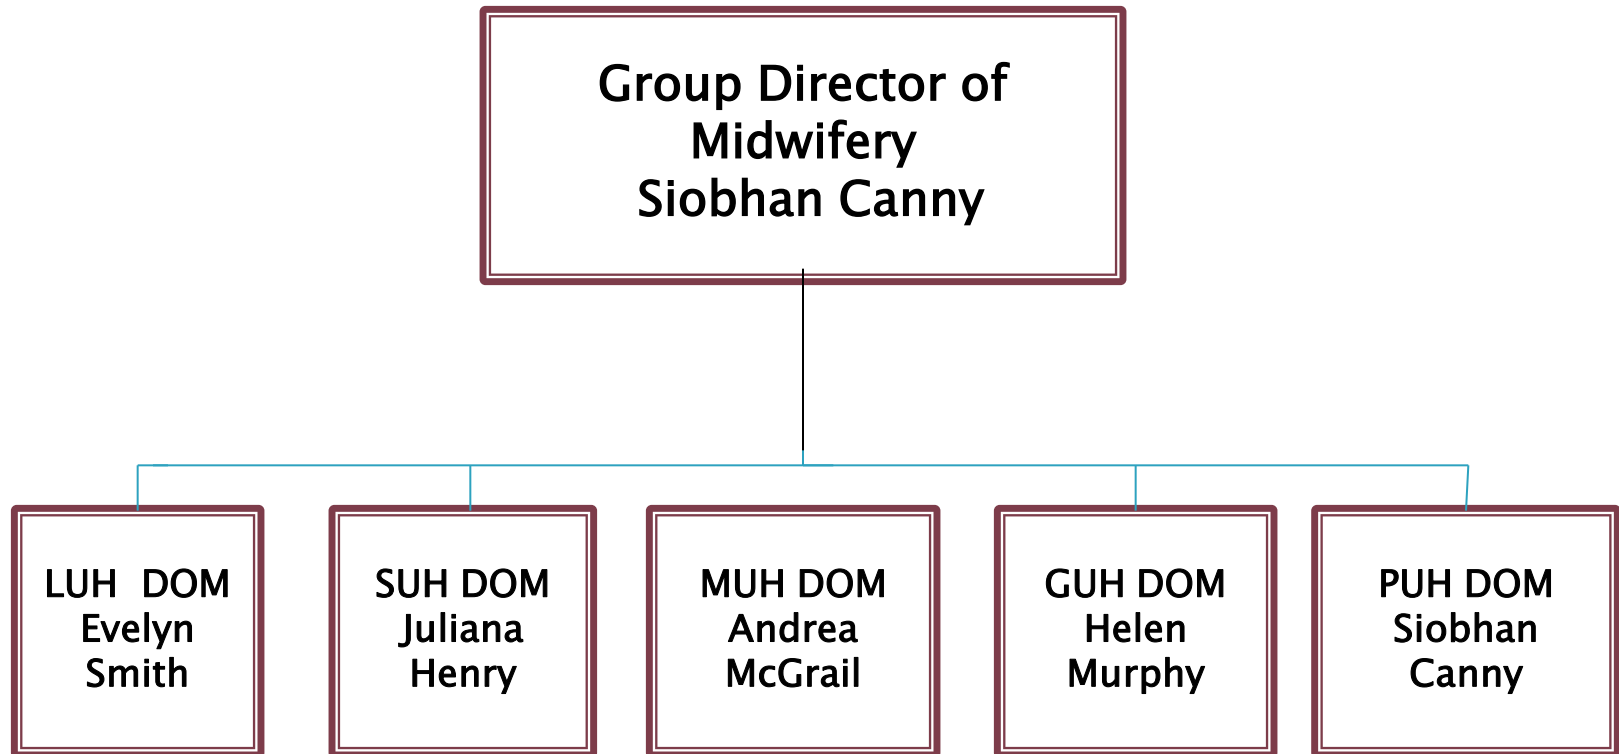 Group Director of
Midwifery
Siobhan Canny
LUH  DOM
Evelyn
Smith
SUH DOM
Juliana
Henry
MUH DOM
Andrea
McGrail
GUH DOM
Helen
Murphy
PUH DOM
Siobhan
Canny